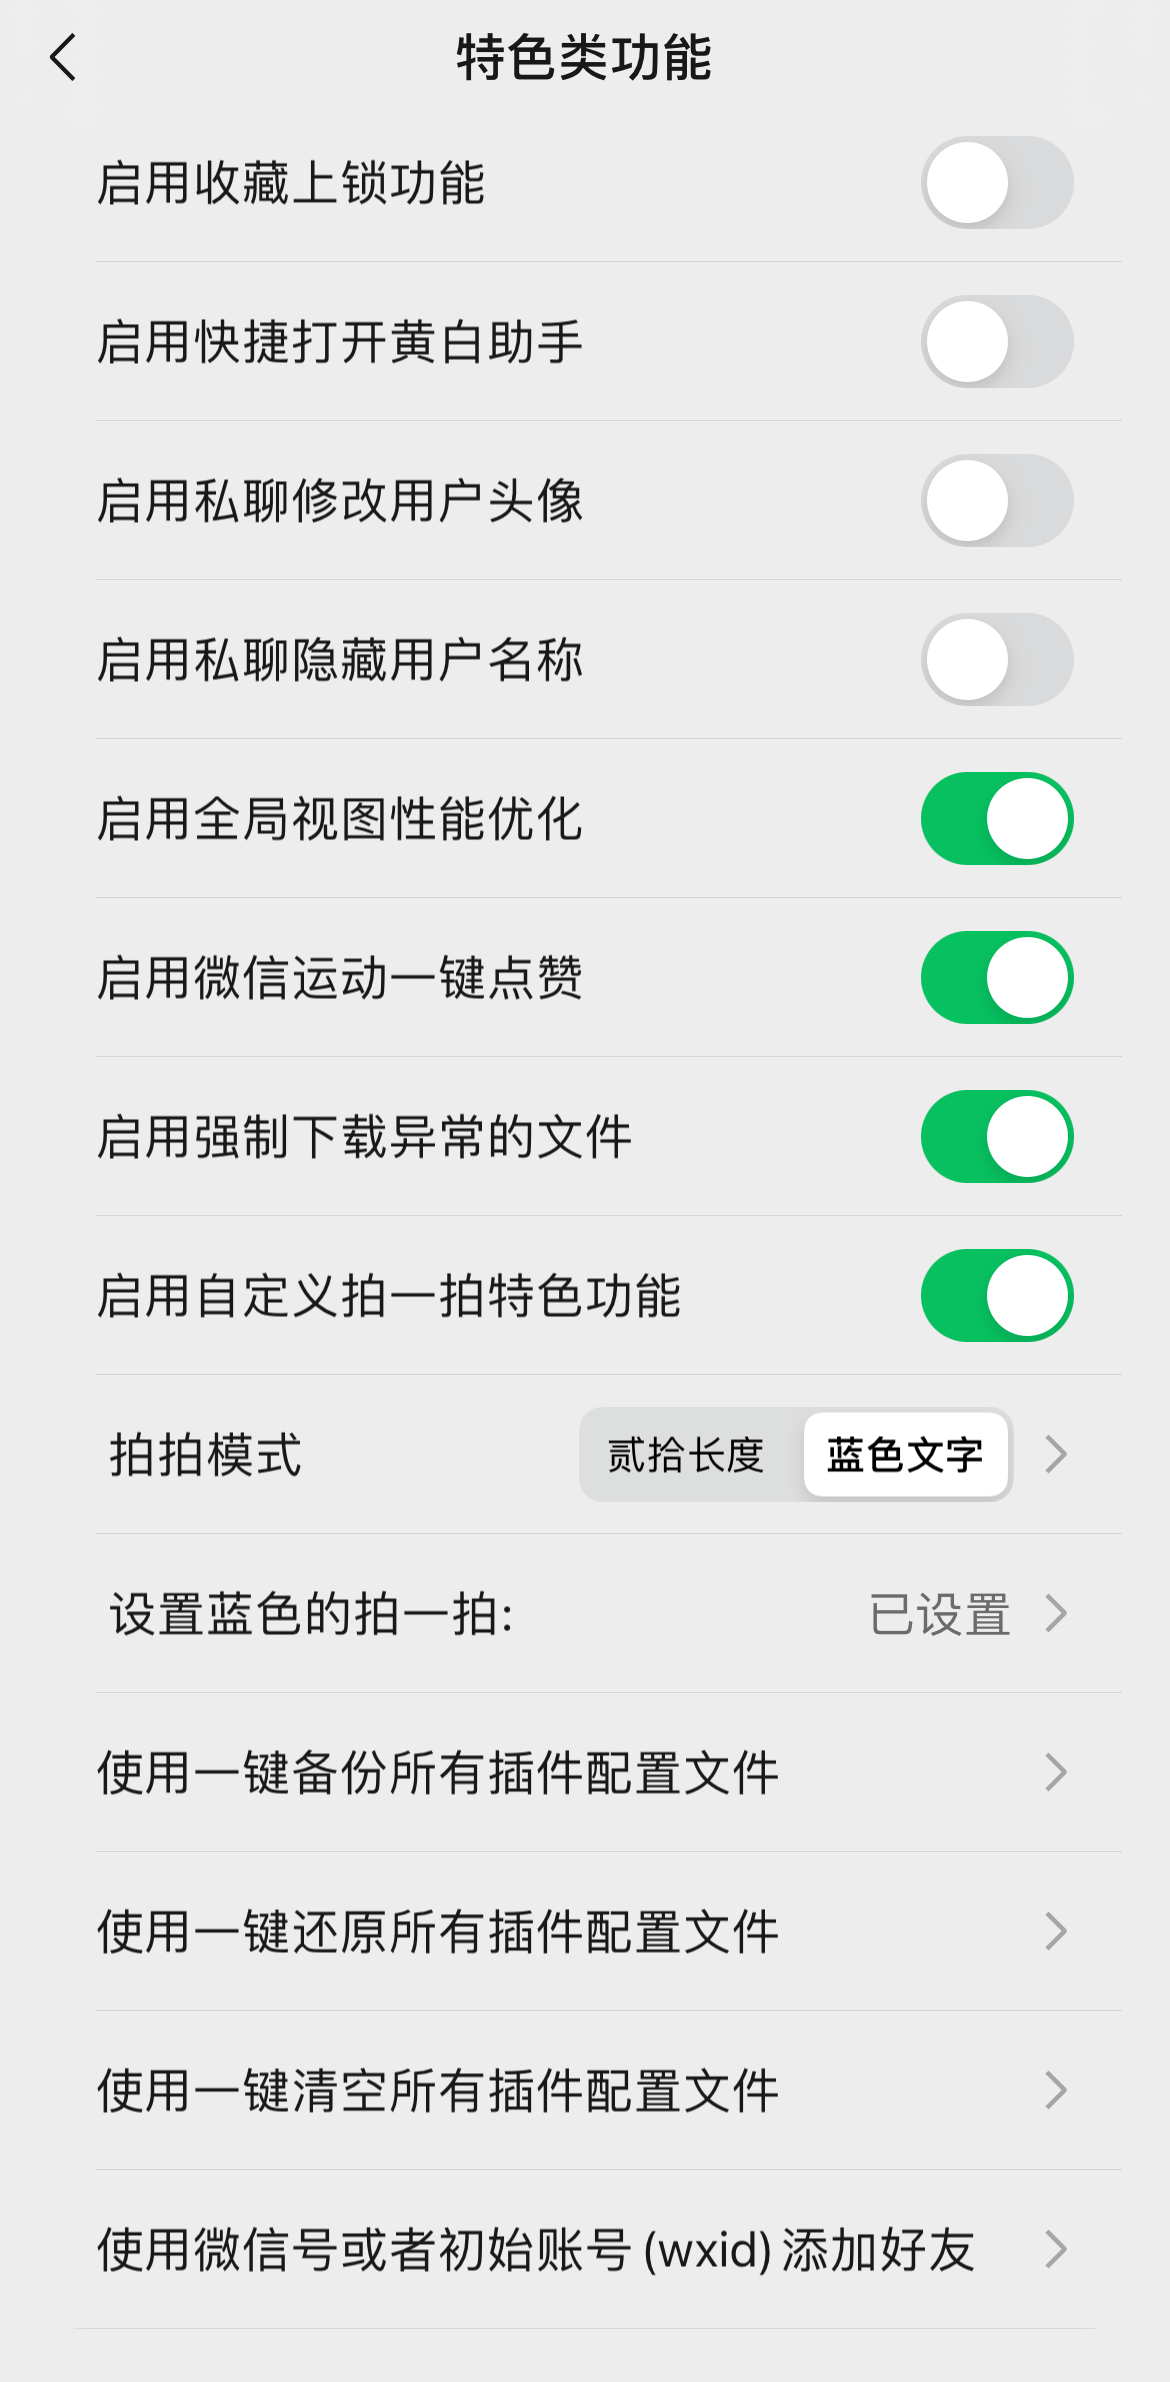 特色类功能
启用收藏上锁功能
启用快捷打开黄白助手
启用私聊修改用户头像
启用私聊隐藏用户名称
启用全局视图性能优化
启用微信运动一键点赞
启用强制下载异常的文件
启用自定义拍一拍特色功能
拍拍模式 贰拾长度 蓝色文字
设置蓝色的拍一拍: 已设置
使用一键备份所有插件配置文件
使用一键还原所有插件配置文件
使用一键清空所有插件配置文件
使用微信号或者初始账号(wxid)添加好友